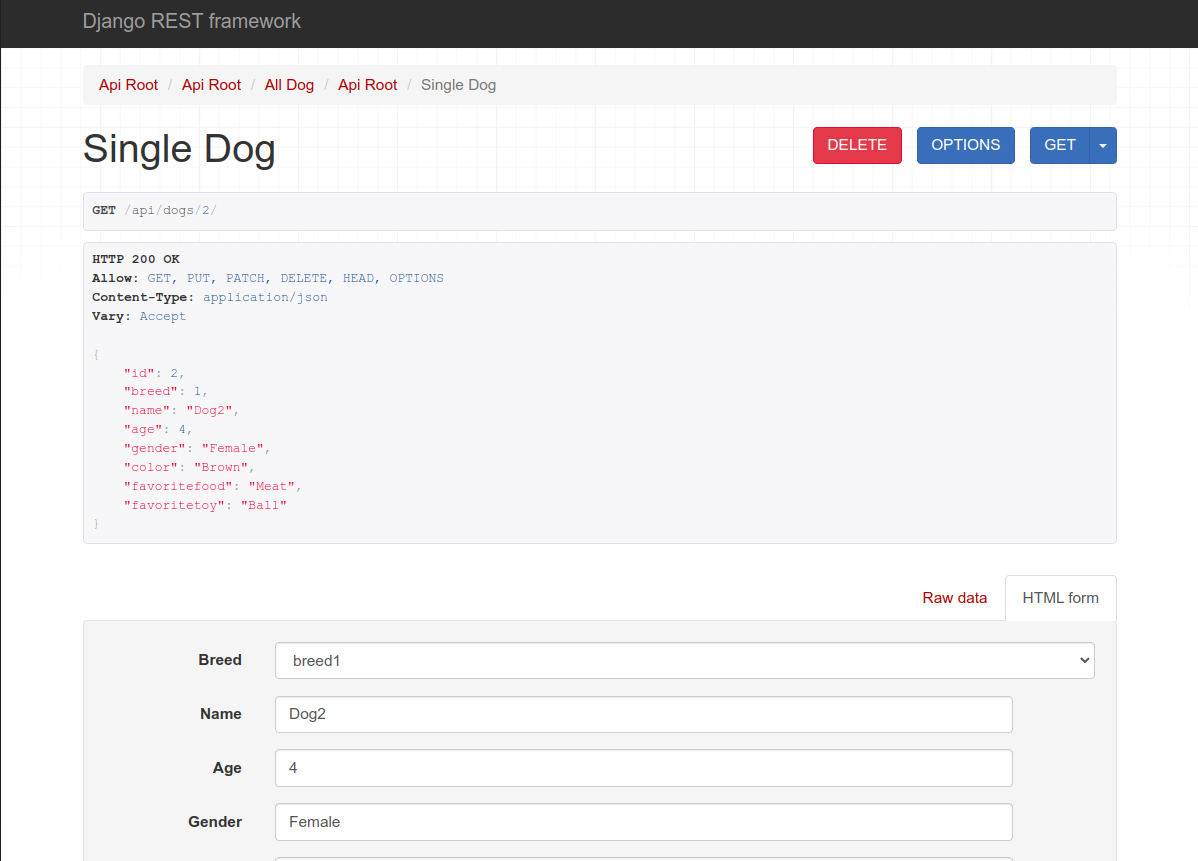 Django REST framework
Api Root / Api Root / All Dog / Api Root / Single Dog
Single Dog
DELETE OPTIONS GET
GET /api/dogs/2/
HTTP 200 OK
Allow: GET, PUT, PATCH, DELETE, HEAD, OPTIONS
Content-Type: application/json
Vary: Accept
{
    "id": 2,
    "breed": 1,
    "name": "Dog2",
    "age": 4,
    "gender": "Female",
    "color": "Brown",
    "favoritefood": "Meat",
    "favoritetoy": "Ball"
}
Raw data HTML form
Breed breed1
Name Dog2
Age 4
Gender Female